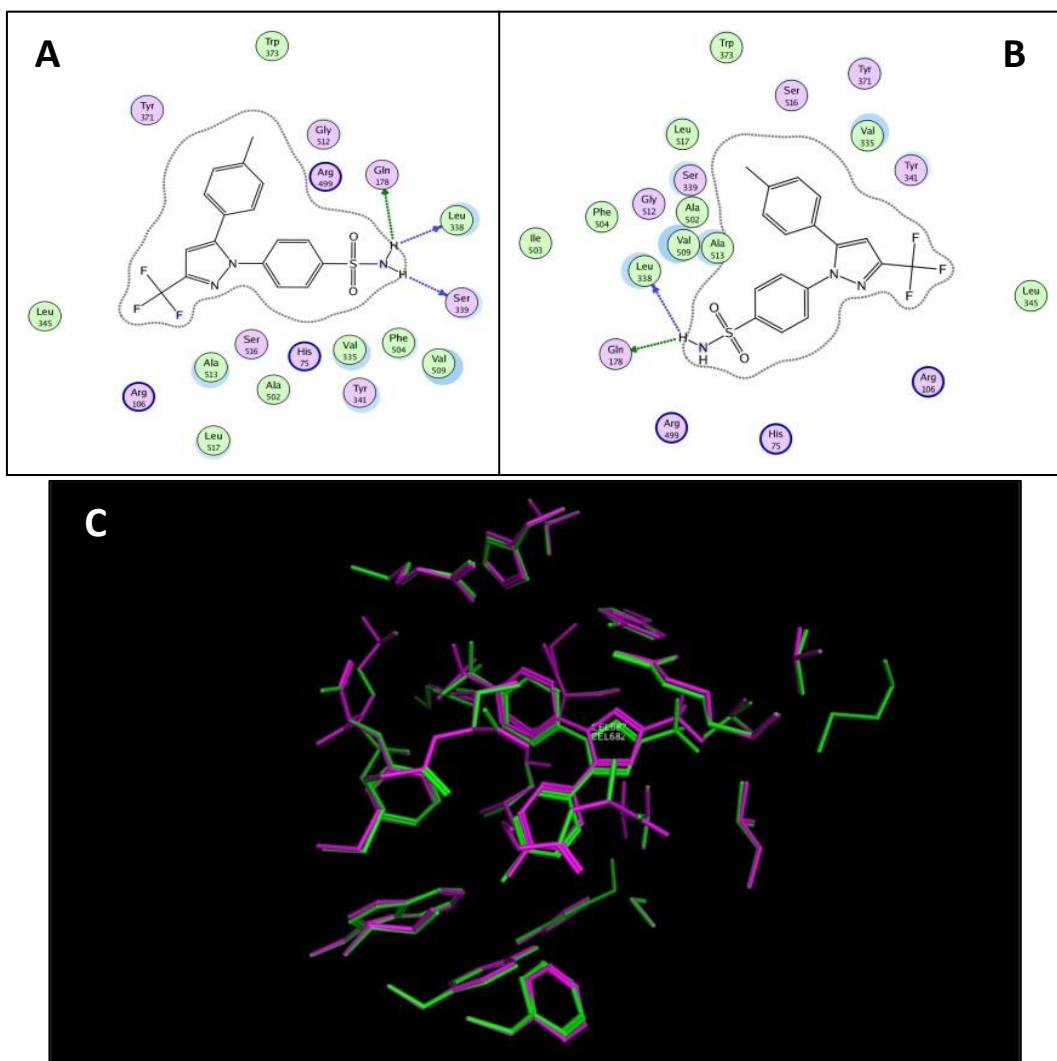 A
Trp
373
Tyr
371
Gly
512
Arg
499
Gln
178
Leu
338
H
O
S
N
H
O
F
F
F
N
N
Ser
339
Leu
345
Ser
516
His
75
Val
335
Phe
504
Val
509
Ala
513
Ala
502
Tyr
341
Arg
106
Leu
517
B
Trp
373
Tyr
371
Ser
516
Leu
517
Val
335
Tyr
341
Ser
339
Gly
512
Ala
502
Phe
504
Ile
503
Val
509
Ala
513
Leu
338
F
F
F
N
N
Leu
345
H
N
H
S
O
O
Gln
178
Arg
106
Arg
499
His
75
C
CEL682
CEL682